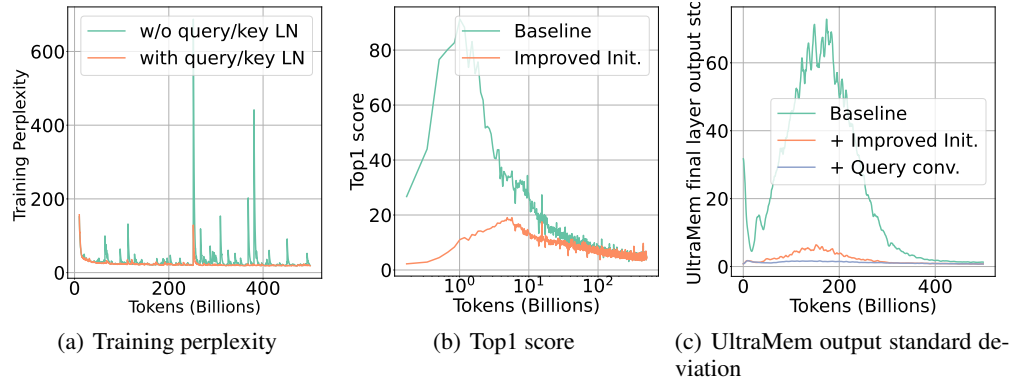 Training Perplexity
600
400
200
0
w/o query/key LN
with query/key LN
0
200
400
Tokens (Billions)
(a) Training perplexity
Top1 score
80
60
40
20
0
Baseline
Improved Init.
10^0
10^1
10^2
Tokens (Billions)
(b) Top1 score
UltraMem final layer output sto
60
40
20
0
Baseline
+ Improved Init.
+ Query conv.
0
200
400
Tokens (Billions)
(c) UltraMem output standard de-
viation